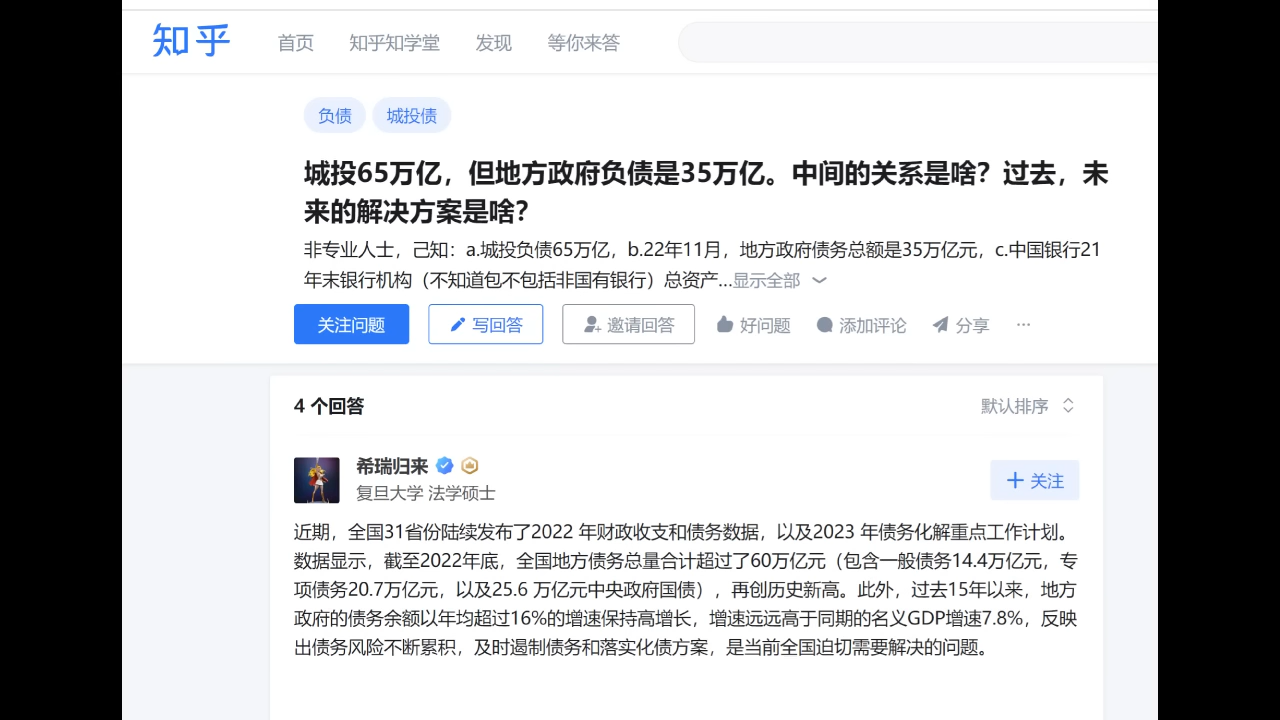 知乎 首页 知乎知学堂 发现 等你来答
负债 城投债
城投65万亿，但地方政府负债是35万亿。中间的关系是啥？过去，未
来的解决方案是啥？
非专业人士，己知：a.城投负债65万亿，b.22年11月，地方政府债务总额是35万亿元，c.中国银行21
年末银行机构（不知道包不包括非国有银行）总资产...显示全部
关注问题 写回答 邀请回答 好问题 添加评论 分享 ...
4 个回答 默认排序
希瑞归来
复旦大学 法学硕士
+ 关注
近期，全国31省份陆续发布了2022 年财政收支和债务数据，以及2023 年债务化解重点工作计划。
数据显示，截至2022年底，全国地方债务总量合计超过了60万亿元（包含一般债务14.4万亿元，专
项债务20.7万亿元，以及25.6 万亿元中央政府国债），再创历史新高。此外，过去15年以来，地方
政府的债务余额以年均超过16%的增速保持高增长，增速远远高于同期的名义GDP增速7.8%，反映
出债务风险不断累积，及时遏制债务和落实化债方案，是当前全国迫切需要解决的问题。